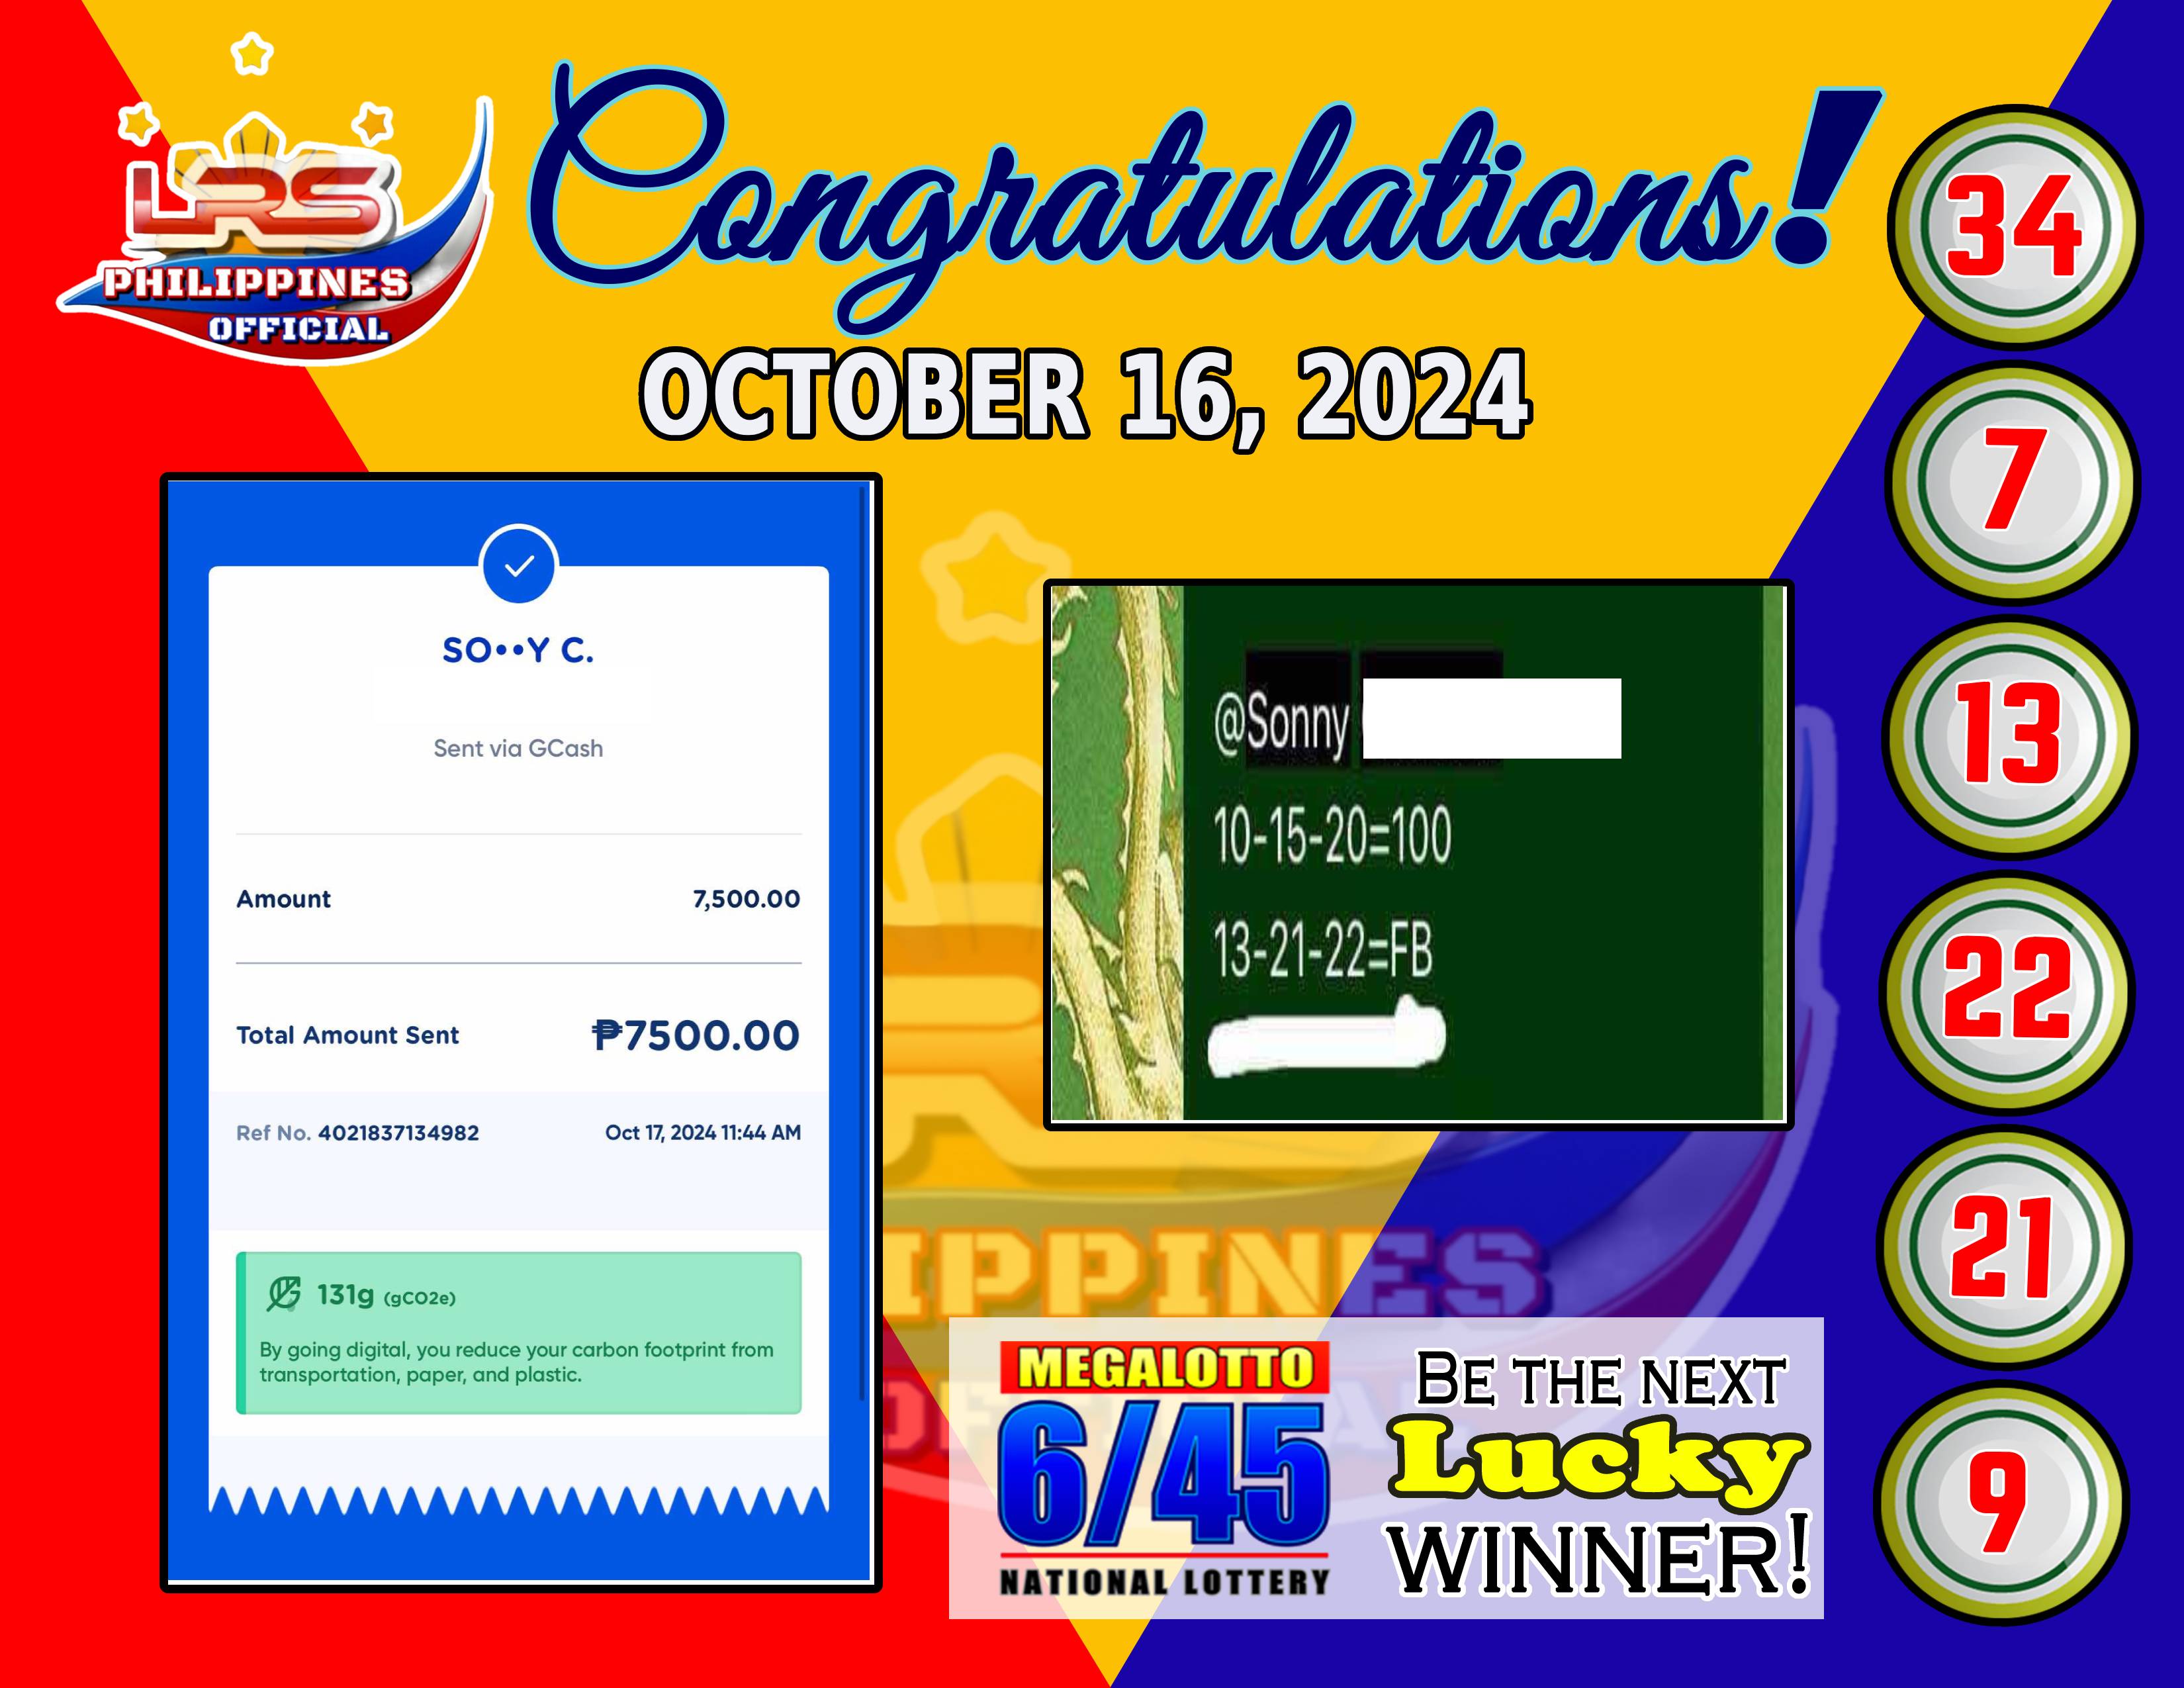 LRS
PHILIPPINES
OFFICIAL
Congratulations!
OCTOBER 16, 2024
SO••Y C.
Sent via GCash
Amount 7,500.00
Total Amount Sent ₱7500.00
Ref No. 4021837134982 Oct 17, 2024 11:44 AM
131g (gCO2e)
By going digital, you reduce your carbon footprint from
transportation, paper, and plastic.
@Sonny
10-15-20=100
13-21-22=FB
34
7
13
22
21
9
IPPINES
MEGALOTTO
6/45
NATIONAL LOTTERY
BE THE NEXT
Lucky
WINNER!